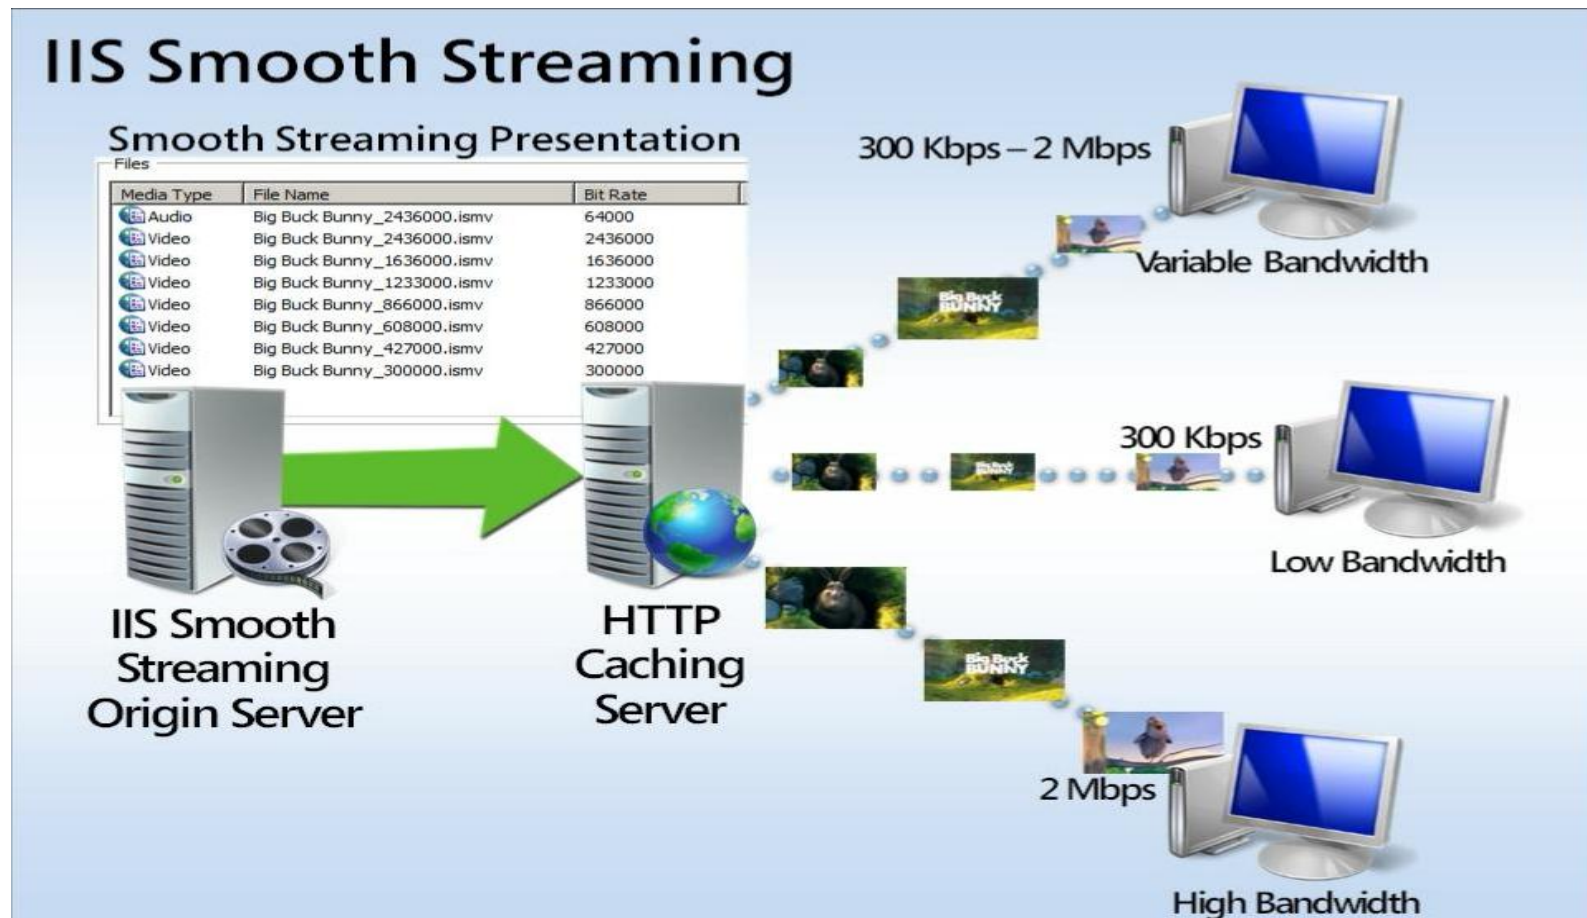 IIS Smooth Streaming
Smooth Streaming Presentation
Files
Media Type File Name Bit Rate
Audio Big Buck Bunny_2436000.ismv 64000
Video Big Buck Bunny_2436000.ismv 2436000
Video Big Buck Bunny_1636000.ismv 1636000
Video Big Buck Bunny_1233000.ismv 1233000
Video Big Buck Bunny_866000.ismv 866000
Video Big Buck Bunny_608000.ismv 608000
Video Big Buck Bunny_427000.ismv 427000
Video Big Buck Bunny_300000.ismv 300000
IIS Smooth
Streaming
Origin Server
HTTP
Caching
Server
300 Kbps – 2 Mbps
Variable Bandwidth
Big Buck
BUNNY
300 Kbps
Big Buck
BUNNY
Low Bandwidth
Big Buck
BUNNY
2 Mbps
High Bandwidth